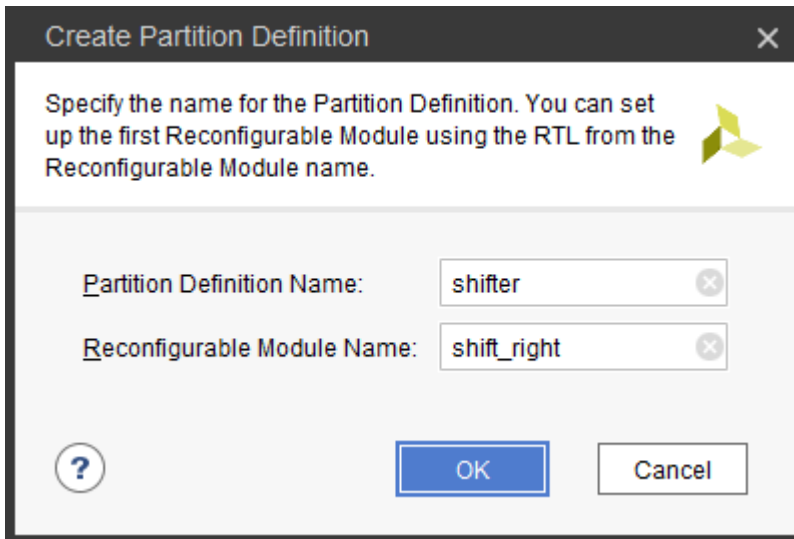 Create Partition Definition
Specify the name for the Partition Definition. You can set
up the first Reconfigurable Module using the RTL from the
Reconfigurable Module name.
Partition Definition Name: shifter
Reconfigurable Module Name: shift_right
? OK Cancel